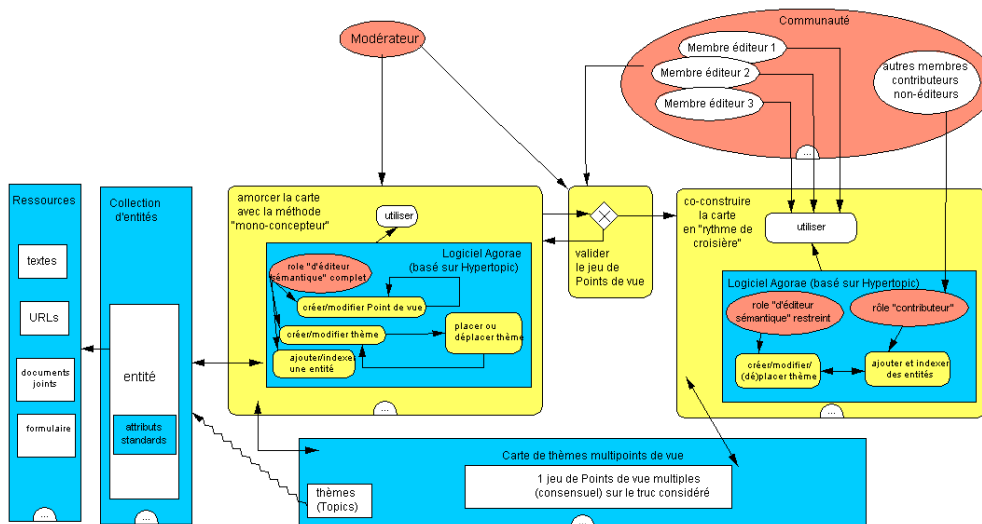 Communauté
Modérateur
Membre éditeur 1
Membre éditeur 2
Membre éditeur 3
autres membres
contributeurs
non-éditeurs
...
Ressources
textes
URLs
documents
joints
formulaire
...
Collection
d'entités
entité
attributs
standards
...
amorcer la carte
avec la méthode
"mono-concepteur"
utiliser
Logiciel Agorae
(basé sur Hypertopic)
role "d'éditeur
sémantique" complet
créer/modifier Point de vue
créer/modifier thème
placer ou
déplacer thème
ajouter/indexer
une entité
...
valider
le jeu de
Points de vue
co-construire
la carte
en "rythme de
croisière"
utiliser
Logiciel Agorae (basé sur Hypertopic)
role "d'éditeur
sémantique" restreint
rôle "contributeur"
créer/modifier/
(dé)placer thème
ajouter et indexer
des entités
...
Carte de thèmes multipoints de vue
1 jeu de Points de vue multiples
(consensuel) sur le truc considéré
thèmes
(Topics)
...